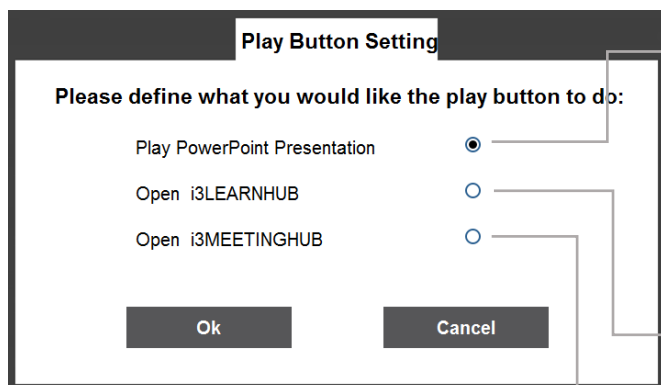 Play Button Setting
Please define what you would like the play button to do:
Play PowerPoint Presentation
Open i3LEARNHUB
Open i3MEETINGHUB
Ok Cancel